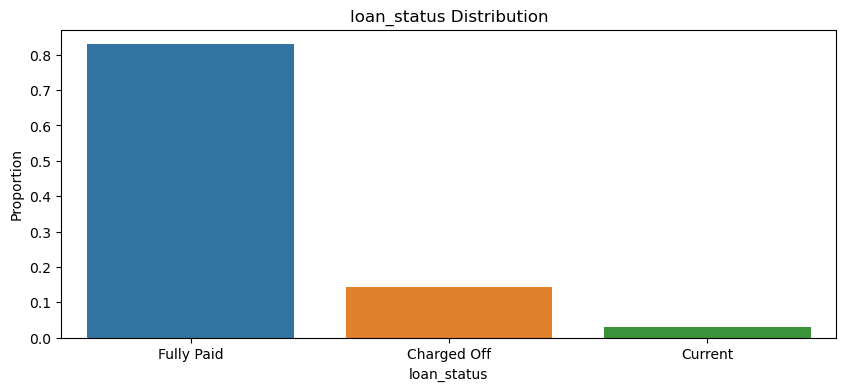 loan_status Distribution
Proportion
0.8
0.7
0.6
0.5
0.4
0.3
0.2
0.1
0.0
Fully Paid Charged Off Current
loan_status